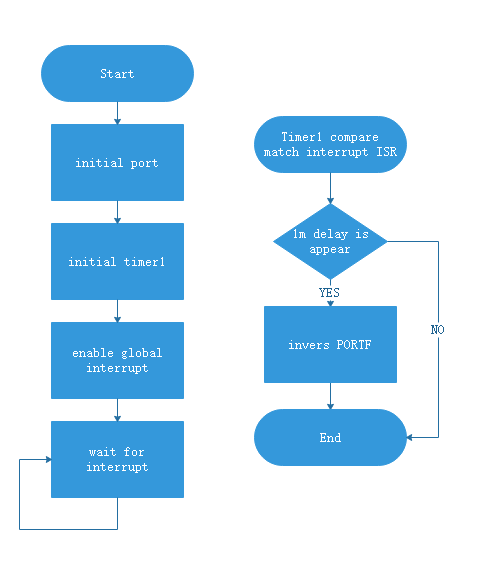 Start
initial port
initial timer1
enable global
interrupt
wait for
interrupt
Timer1 compare
match interrupt ISR
1m delay is
appear
YES
NO
invers PORTF
End